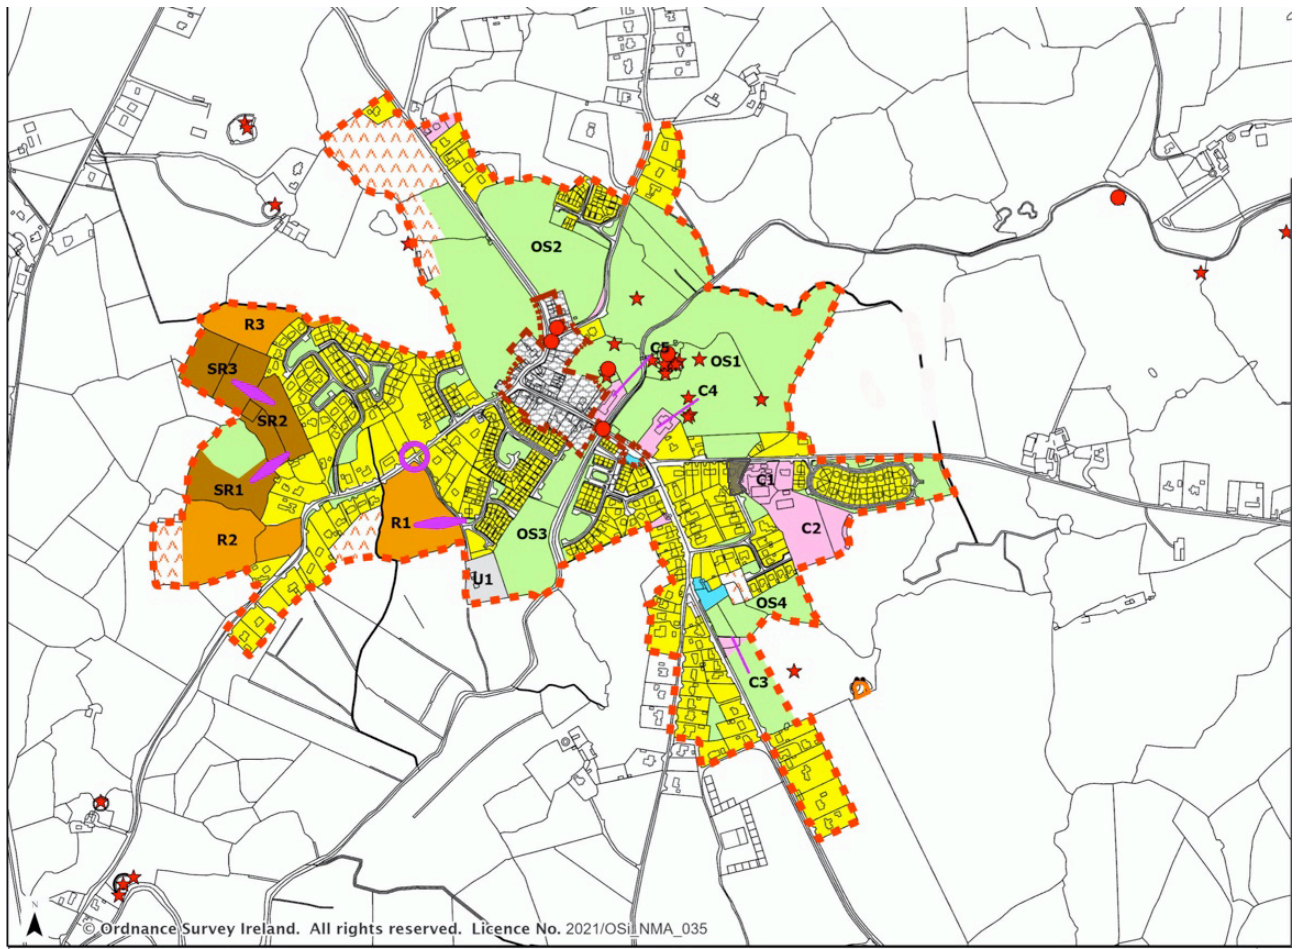 OS2
R3
C5
OS1
SR3
C4
SR2
C1
SR1
R1
C2
R2
OS3
U1
OS4
C3
N
© Ordnance Survey Ireland. All rights reserved. Licence No. 2021/OSi_NMA_035